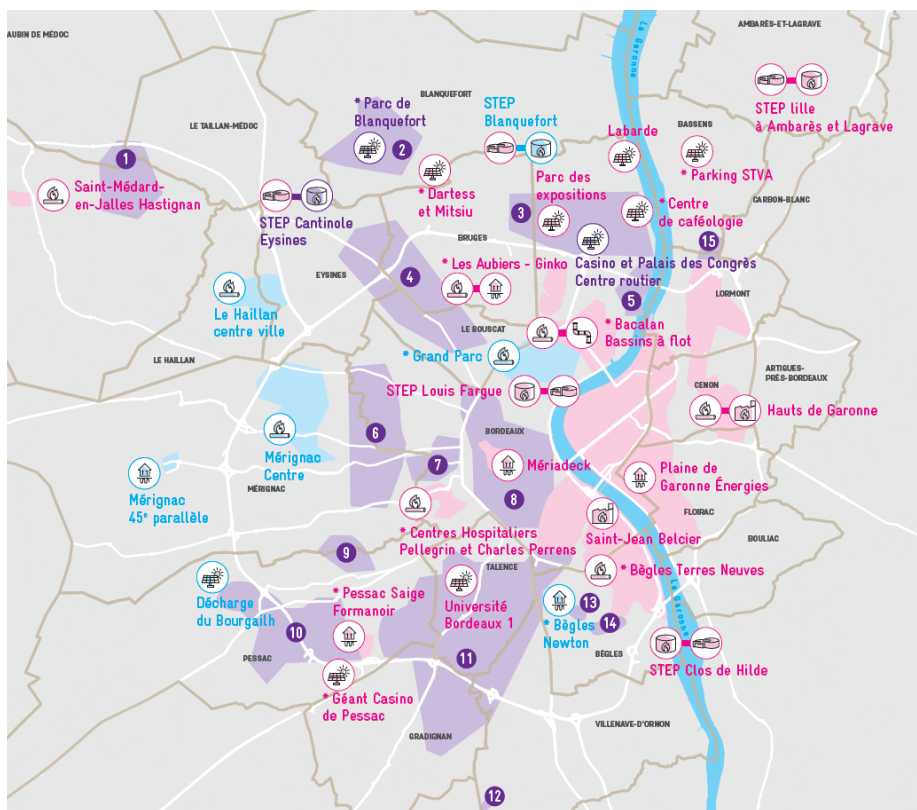 AMBARÈS-ET-LAGRAVE
AUBIN DE MÉDOC
La Garonne
BLANQUEFORT
* Parc de
Blanquefort
2
STEP
Blanquefort
STEP lille
à Ambarès et Lagrave
LE TAILLAN-MÉDOC
BASSENS
Labarde
* Parking STVA
1
Saint-Médard-
en-Jalles Hastignan
* Dartess
et Mitsiu
Parc des
expositions
CARBON-BLANC
STEP Cantinole
Eysines
3
* Centre
de caféologie
BRUGES
15
Casino et Palais des Congrès
Centre routier
* Les Aubiers - Ginko
EYSINES
4
5
LORMONT
Le Haillan
centre ville
LE BOUSCAT
* Bacalan
Bassins à flot
LE HAILLAN
* Grand Parc
ARTIGUES-
PRÈS-BORDEAUX
STEP Louis Fargue
CENON
Hauts de Garonne
6
BORDEAUX
Mérignac
Centre
7
Mériadeck
Plaine de
Garonne Énergies
Mérignac
45e parallèle
MÉRIGNAC
8
FLOIRAC
* Centres Hospitaliers
Pellegrin et Charles Perrens
Saint-Jean Belcier
BOULIAC
9
TALENCE
* Bègles Terres Neuves
La Garonne
Décharge
du Bourgailh
* Pessac Saige
Formanoir
Université
Bordeaux 1
13
10
* Bègles
Newton
14
PESSAC
11
BÈGLES
STEP Clos de Hilde
* Géant Casino
de Pessac
VILLENAVE-D'ORNON
GRADIGNAN
12